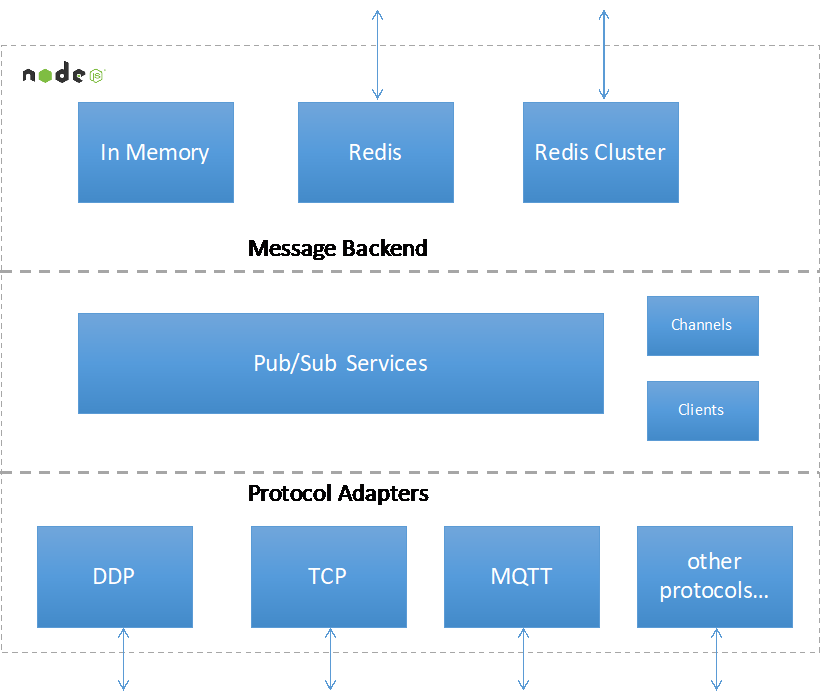 node
JS
In Memory
Redis
Redis Cluster
Message Backend
Pub/Sub Services
Channels
Clients
Protocol Adapters
DDP
TCP
MQTT
other
protocols...